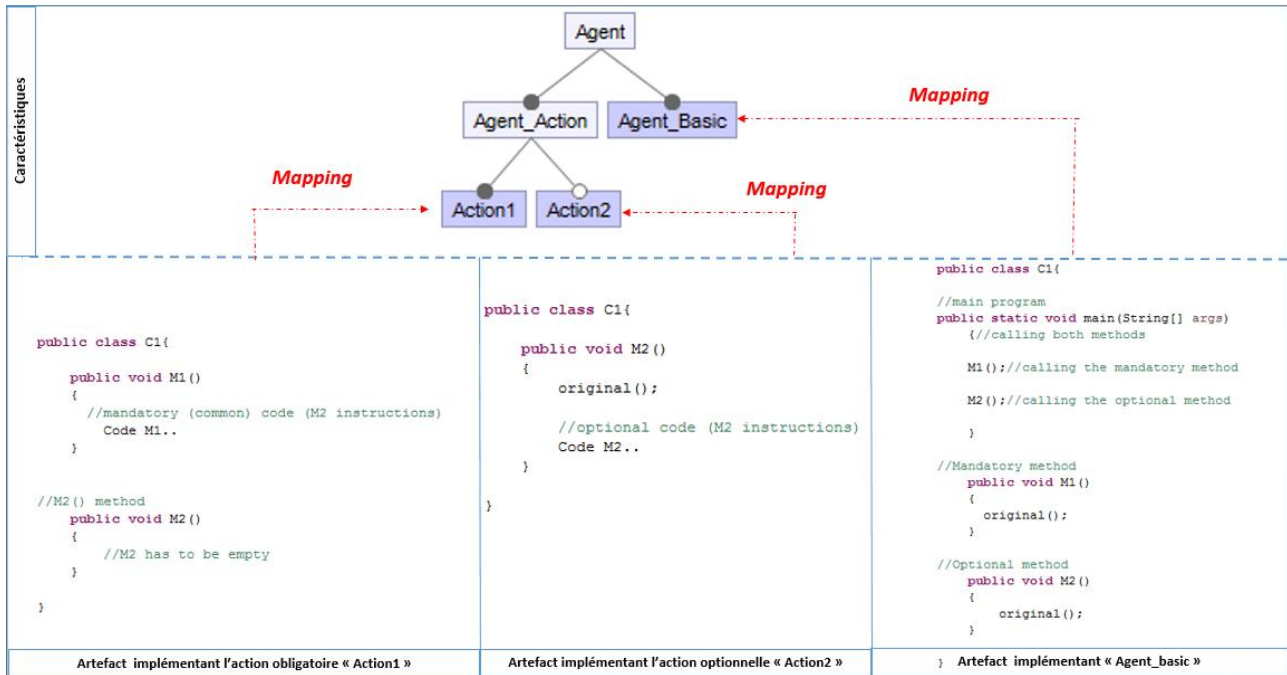 Caractéristiques
Agent
Agent_Action
Agent_Basic
Mapping
Mapping
Mapping
Action1
Action2
public class C1{
public void M1()
{
//mandatory (common) code (M2 instructions)
Code M1..
}
//M2() method
public void M2()
{
//M2 has to be empty
}
}
Artefact implémentant l'action obligatoire « Action1 »
public class C1{
public void M2()
{
original();
//optional code (M2 instructions)
Code M2..
}
}
Artefact implémentant l'action optionnelle « Action2 »
public class C1{
//main program
public static void main(String[] args)
{//calling both methods
M1();//calling the mandatory method
M2();//calling the optional method
}
//Mandatory method
public void M1()
{
original();
}
//Optional method
public void M2()
{
original();
}
}
Artefact implémentant « Agent_basic »